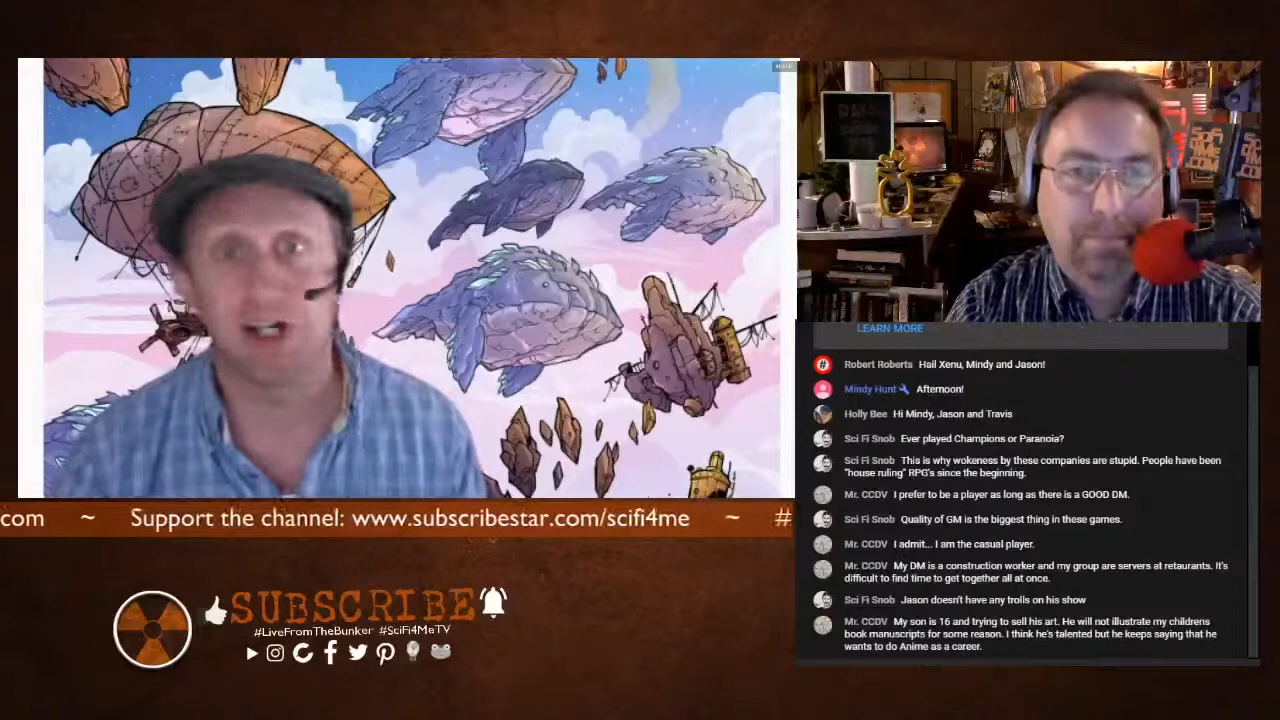 LEARN MORE
Robert Roberts Hail Xenu, Mindy and Jason!
Mindy Hunt Afternoon!
Holly Bee Hi Mindy, Jason and Travis
Sci Fi Snob Ever played Champions or Paranoia?
Sci Fi Snob This is why wokeness by these companies are stupid. People have been
"house ruling" RPG's since the beginning.
Mr. CCDV I prefer to be a player as long as there is a GOOD DM.
Sci Fi Snob Quality of GM is the biggest thing in these games.
Mr. CCDV I admit... I am the casual player.
Mr. CCDV My DM is a construction worker and my group are servers at retaurants. It's
difficult to find time to get together all at once.
Sci Fi Snob Jason doesn't have any trolls on his show
Mr. CCDV My son is 16 and trying to sell his art. He will not illustrate my childrens
book manuscripts for some reason. I think he's talented but he keeps saying that he
wants to do Anime as a career.
com ~ Support the channel: www.subscribestar.com/scifi4me ~ #
SUBSCRIBE
#LiveFromTheBunker #SciFi4MeTV